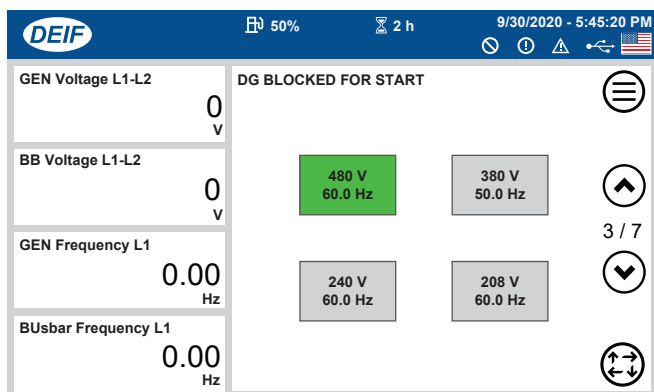 DEIF
50%
2 h
9/30/2020 - 5:45:20 PM
GEN Voltage L1-L2
0
V
BB Voltage L1-L2
0
V
GEN Frequency L1
0.00
Hz
BUsbar Frequency L1
0.00
Hz
DG BLOCKED FOR START
480 V
60.0 Hz
380 V
50.0 Hz
240 V
60.0 Hz
208 V
60.0 Hz
3 / 7